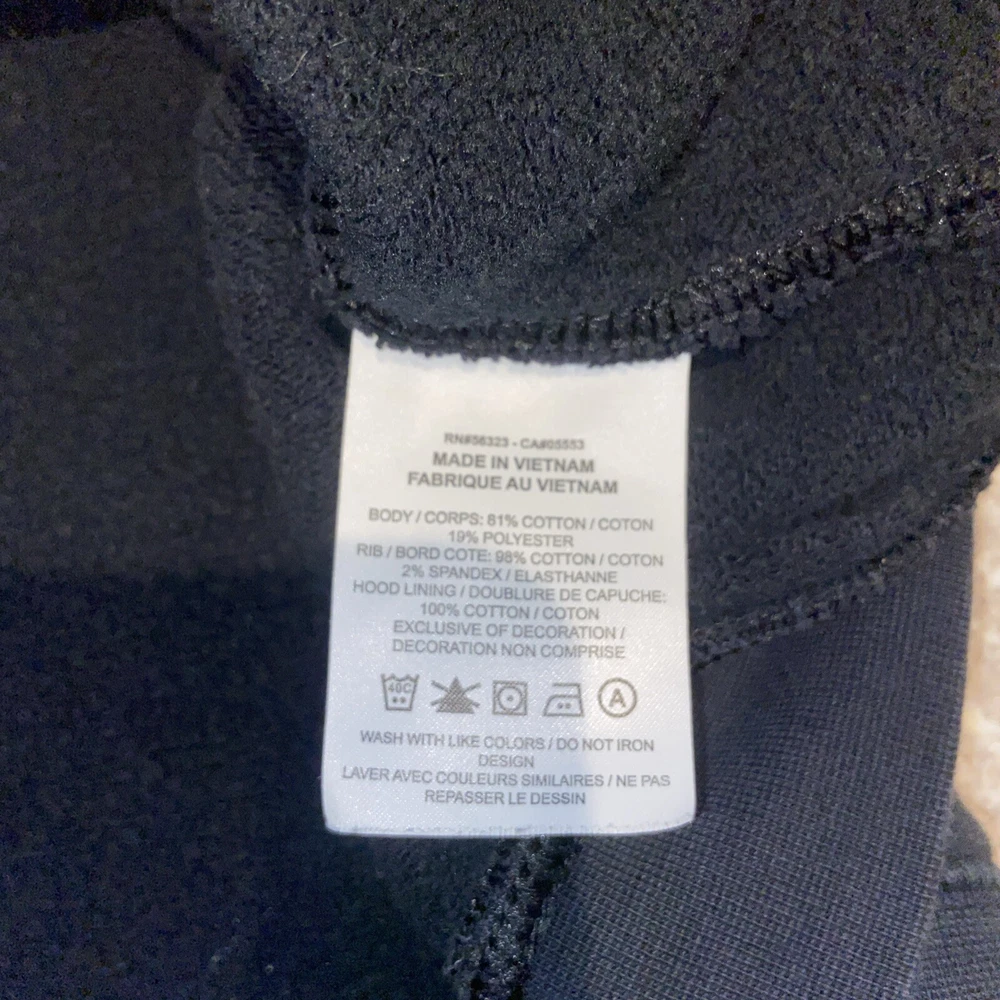 RN#56323 - CA#05553
MADE IN VIETNAM
FABRIQUE AU VIETNAM
BODY / CORPS: 81% COTTON / COTON
19% POLYESTER
RIB / BORD COTE: 98% COTTON / COTON
2% SPANDEX / ELASTHANNE
HOOD LINING / DOUBLURE DE CAPUCHE:
100% COTTON / COTON
EXCLUSIVE OF DECORATION /
DECORATION NON COMPRISE
40C A
WASH WITH LIKE COLORS / DO NOT IRON
DESIGN
LAVER AVEC COULEURS SIMILAIRES / NE PAS
REPASSER LE DESSIN